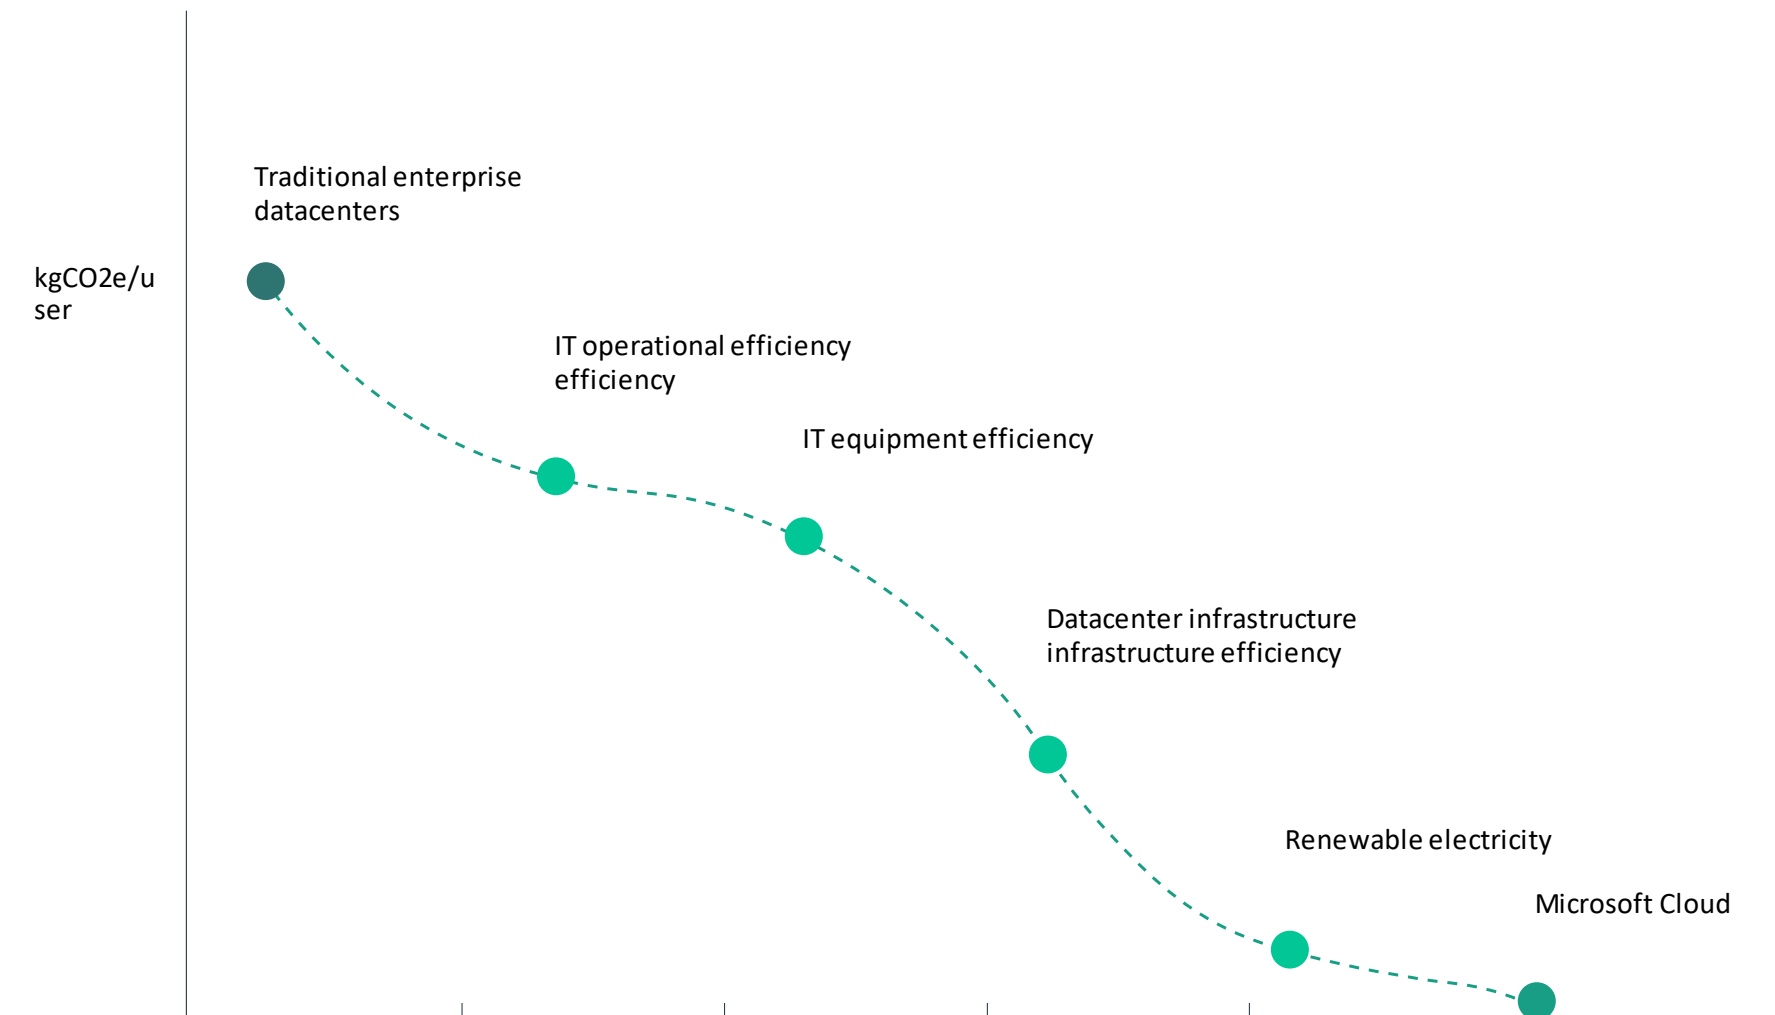 Traditional enterprise
datacenters
kgCO2e/u
ser
IT operational efficiency
efficiency
IT equipment efficiency
Datacenter infrastructure
infrastructure efficiency
Renewable electricity
Microsoft Cloud